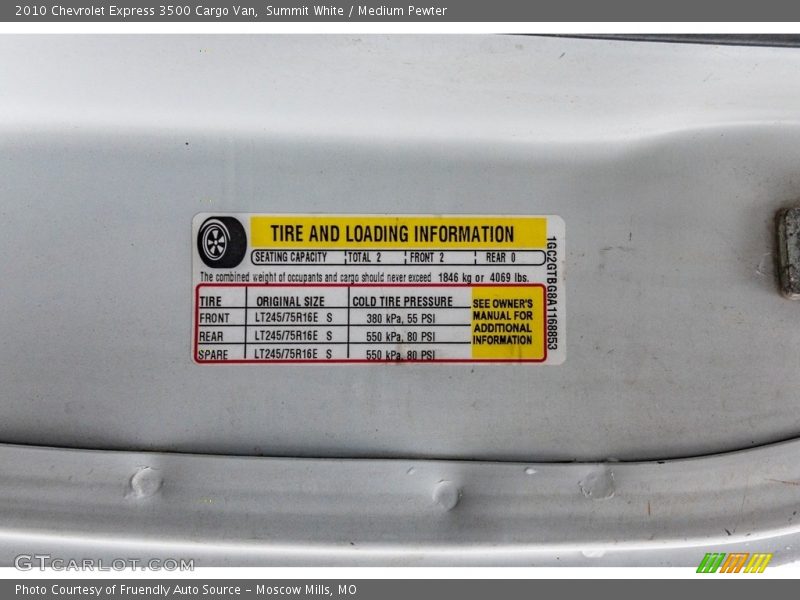 2010 Chevrolet Express 3500 Cargo Van,  Summit White / Medium Pewter
TIRE AND LOADING INFORMATION
SEATING CAPACITY TOTAL 2 FRONT 2 REAR 0
The combined weight of occupants and cargo should never exceed 1846 kg or 4069 lbs.
TIRE ORIGINAL SIZE COLD TIRE PRESSURE
FRONT LT245/75R16E S 380 kPa, 55 PSI
REAR LT245/75R16E S 550 kPa, 80 PSI
SPARE LT245/75R16E S 550 kPa, 80 PSI
SEE OWNER'S
MANUAL FOR
ADDITIONAL
INFORMATION
1GC2GTBG8A1168853
GTCARLOT.COM
Photo Courtesy of Fruendly Auto Source – Moscow Mills, MO